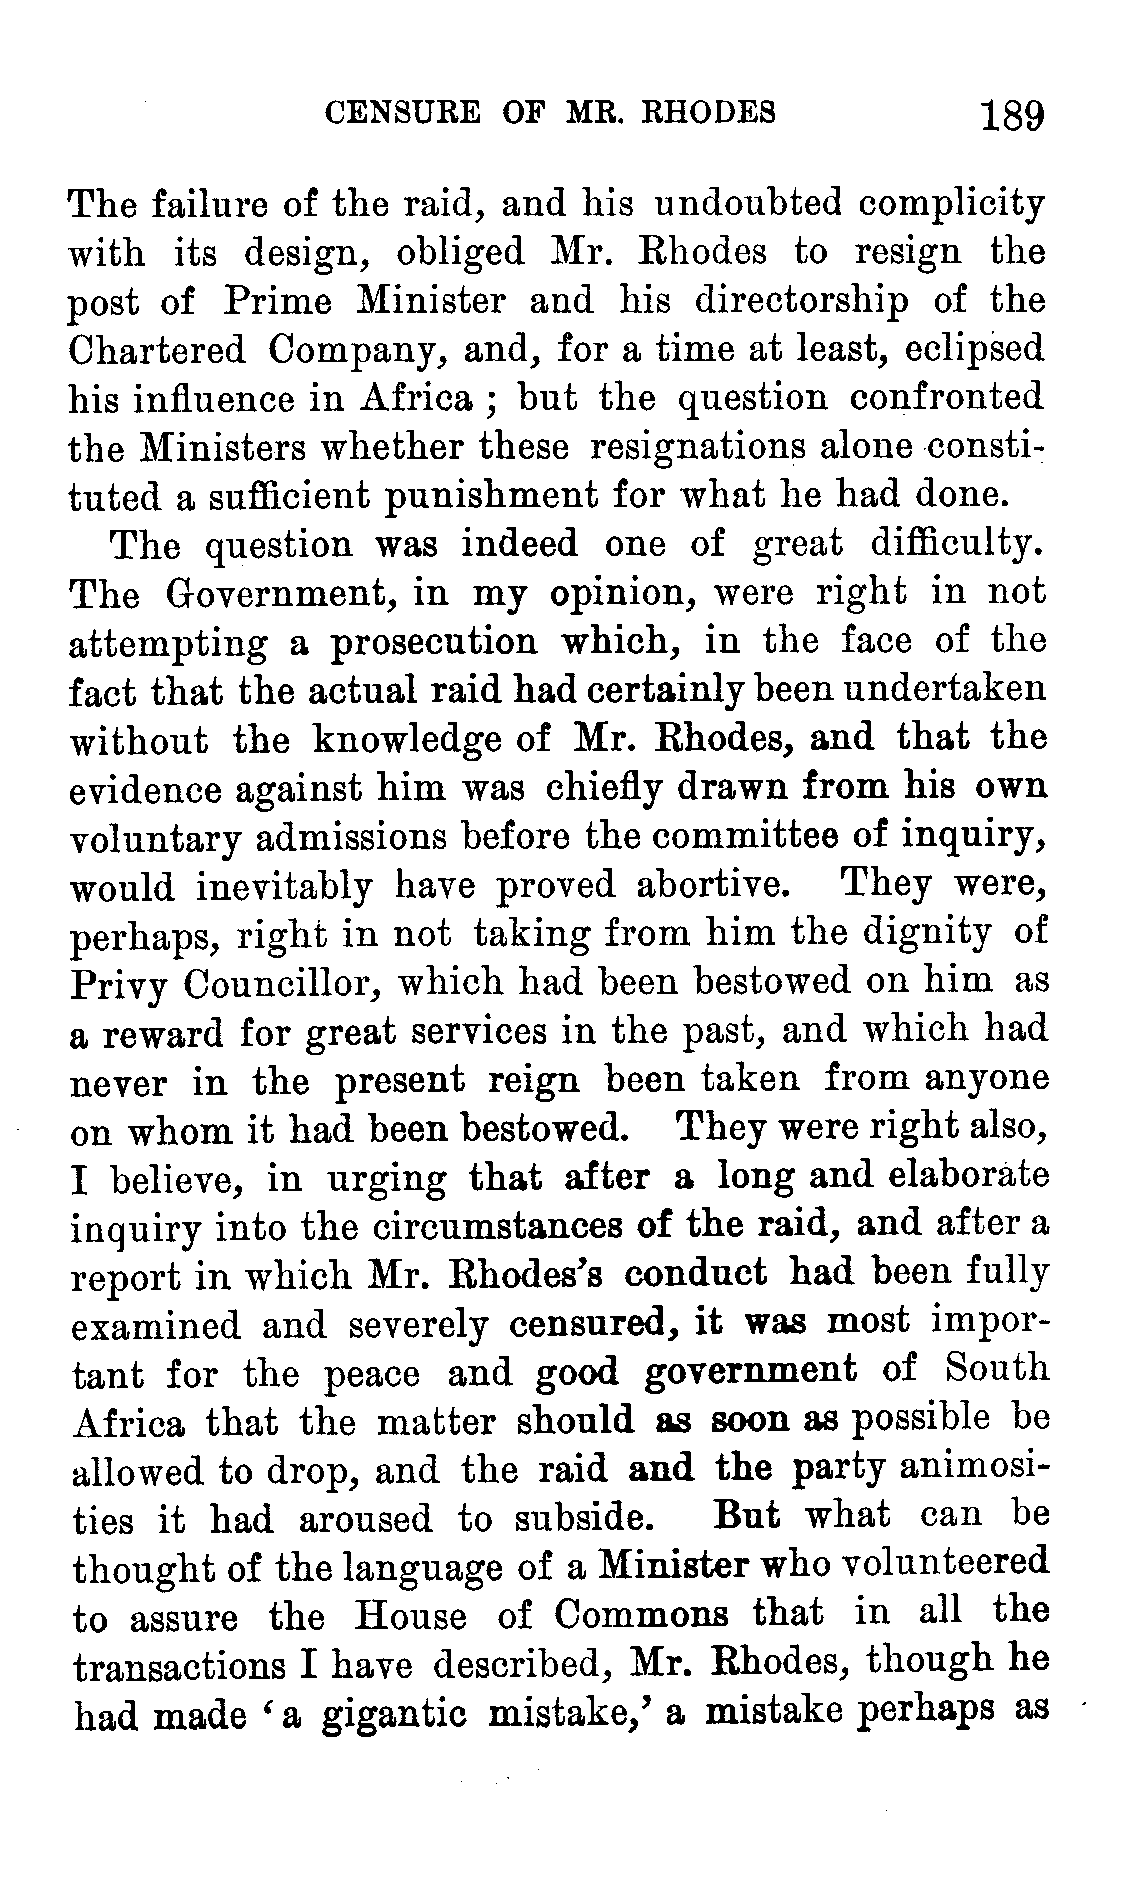 CENSURE OF MR. RHODES 189
The failure of the raid, and his undoubted complicity
with its design, obliged Mr. Rhodes to resign the
post of Prime Minister and his directorship of the
Chartered Company, and, for a time at least, eclipsed
his influence in Africa ; but the question confronted
the Ministers whether these resignations alone consti-
tuted a sufficient punishment for what he had done.
The question was indeed one of great difficulty.
The Government, in my opinion, were right in not
attempting a prosecution which, in the face of the
fact that the actual raid had certainly been undertaken
without the knowledge of Mr. Rhodes, and that the
evidence against him was chiefly drawn from his own
voluntary admissions before the committee of inquiry,
would inevitably have proved abortive. They were,
perhaps, right in not taking from him the dignity of
Privy Councillor, which had been bestowed on him as
a reward for great services in the past, and which had
never in the present reign been taken from anyone
on whom it had been bestowed. They were right also,
I believe, in urging that after a long and elaborate
inquiry into the circumstances of the raid, and after a
report in which Mr. Rhodes's conduct had been fully
examined and severely censured, it was most impor-
tant for the peace and good government of South
Africa that the matter should as soon as possible be
allowed to drop, and the raid and the party animosi-
ties it had aroused to subside. But what can be
thought of the language of a Minister who volunteered
to assure the House of Commons that in all the
transactions I have described, Mr. Rhodes, though he
had made ‘a gigantic mistake,’ a mistake perhaps as